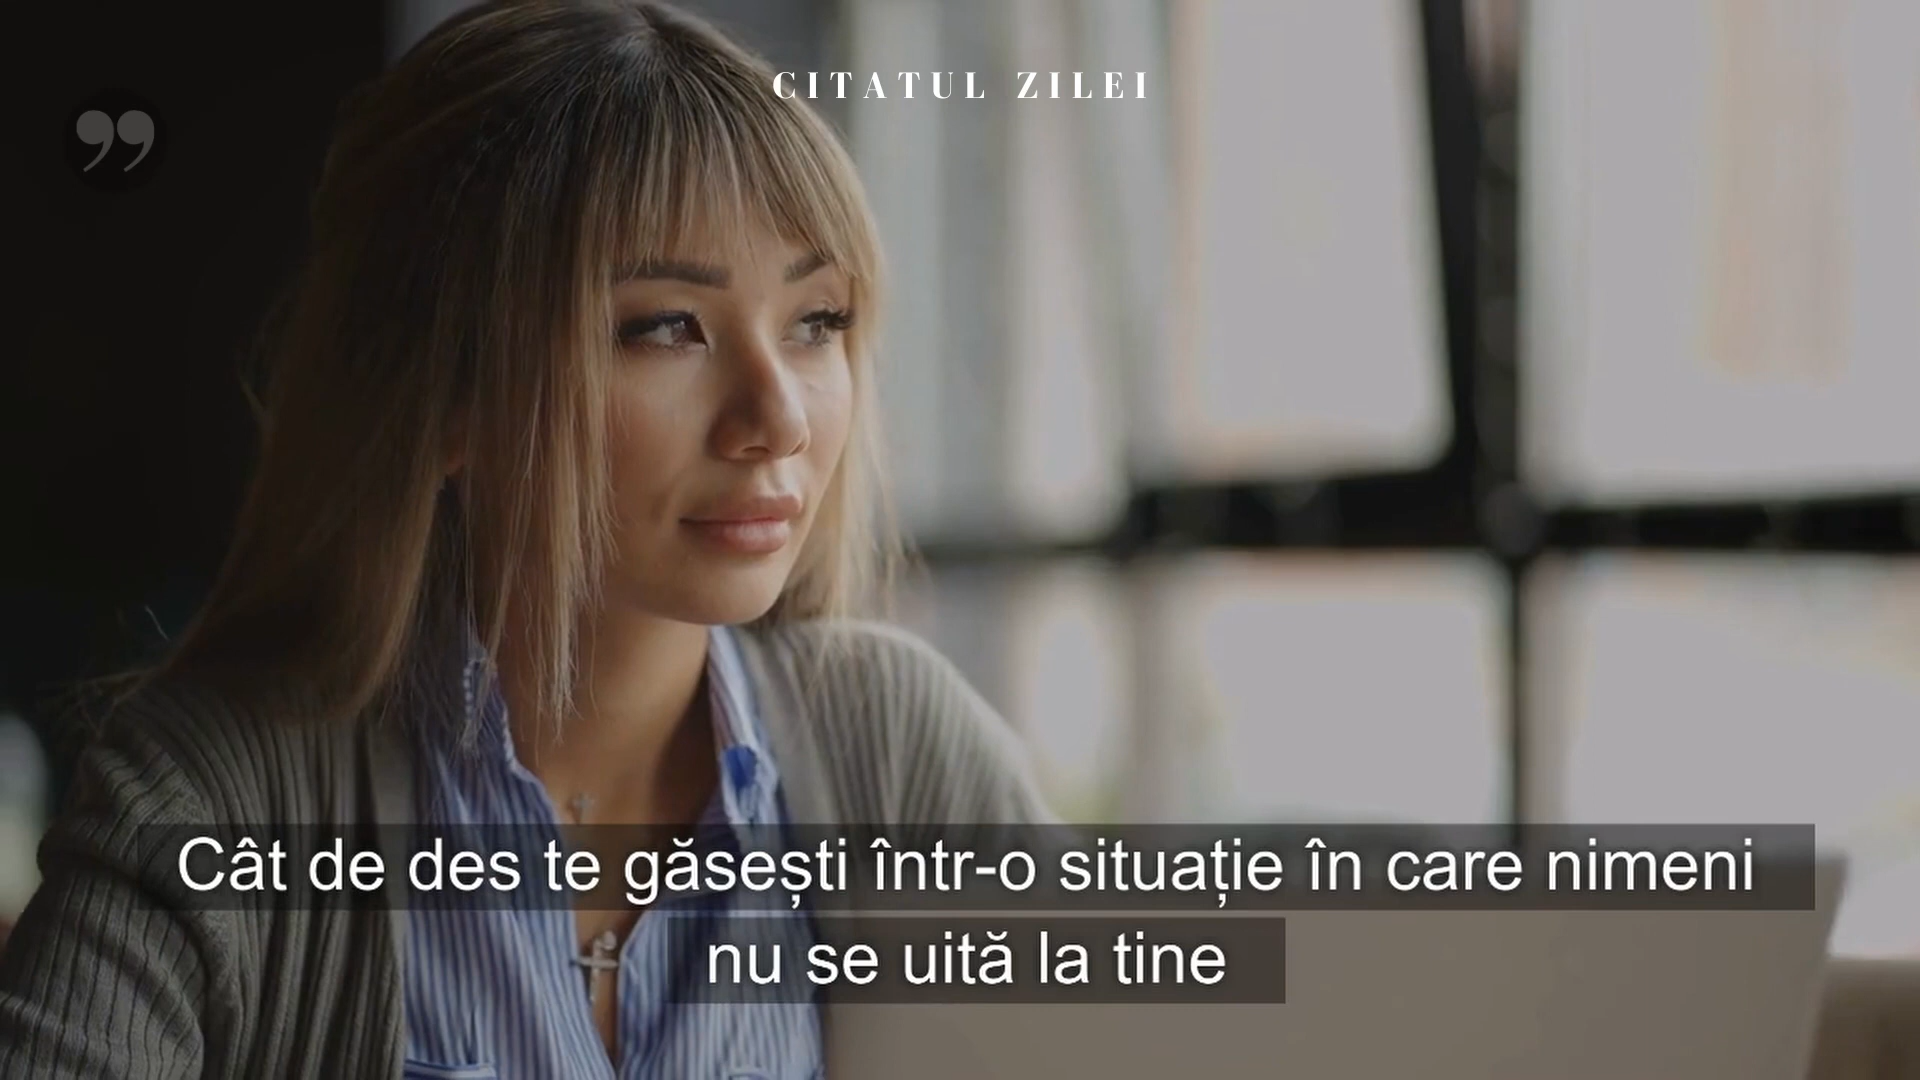 CITATUL ZILEI
”
Cât de des te găsești într-o situație în care nimeni
nu se uită la tine